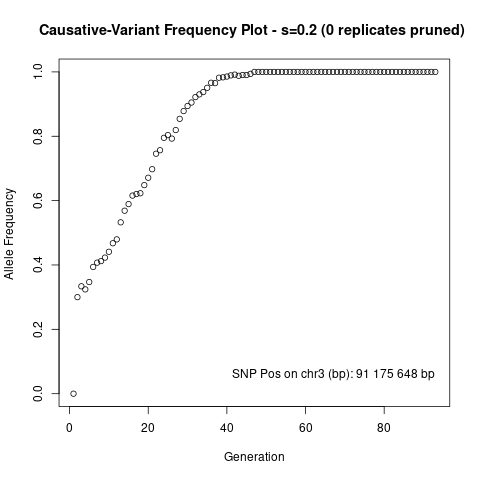 Causative-Variant Frequency Plot - s=0.2 (0 replicates pruned)
1.0
0.8
0.6
0.4
0.2
0.0
Allele Frequency
SNP Pos on chr3 (bp): 91 175 648 bp
0 20 40 60 80
Generation